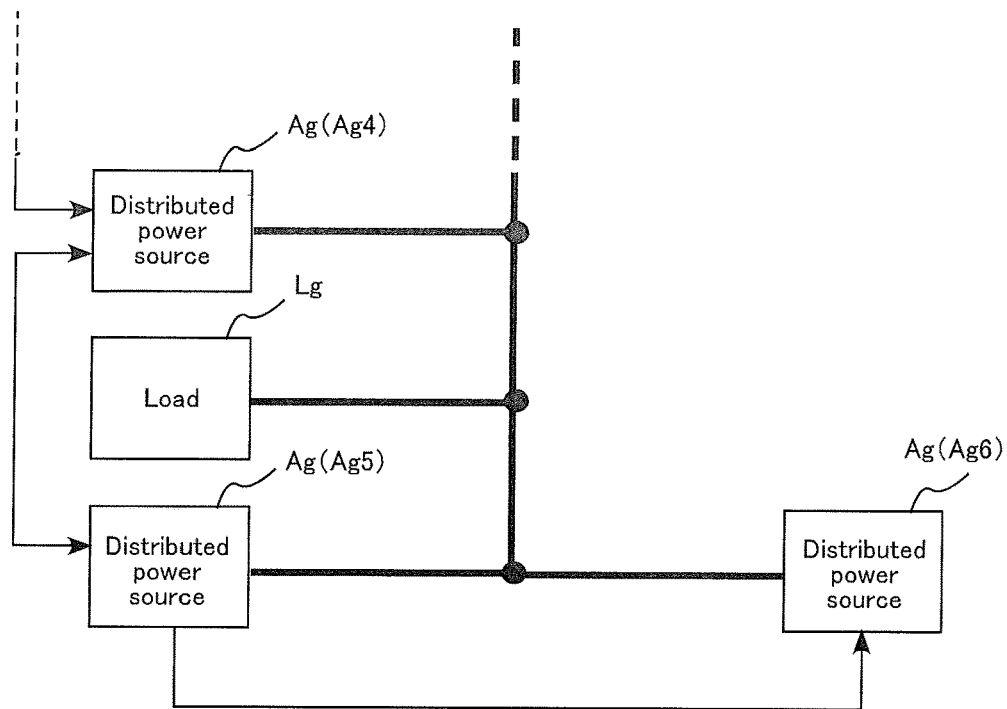 Ag(Ag4)
Distributed
power
source
Lg
Load
Ag(Ag5)
Distributed
power
source
Ag(Ag6)
Distributed
power
source